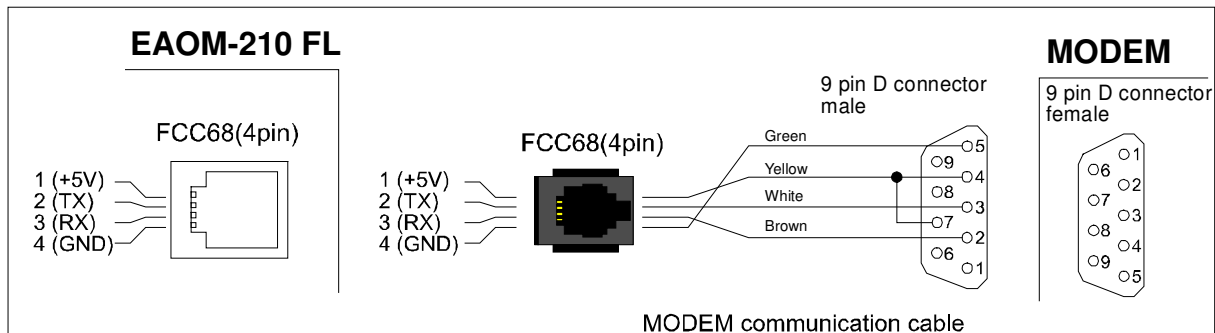 EAOM-210 FL
FCC68(4pin)
1 (+5V)
2 (TX)
3 (RX)
4 (GND)
FCC68(4pin)
1 (+5V)
2 (TX)
3 (RX)
4 (GND)
Green
Yellow
White
Brown
9 pin D connector
male
5
9
4
8
3
7
2
6
1
MODEM
9 pin D connector
female
1
6
2
7
3
8
4
9
5
MODEM communication cable